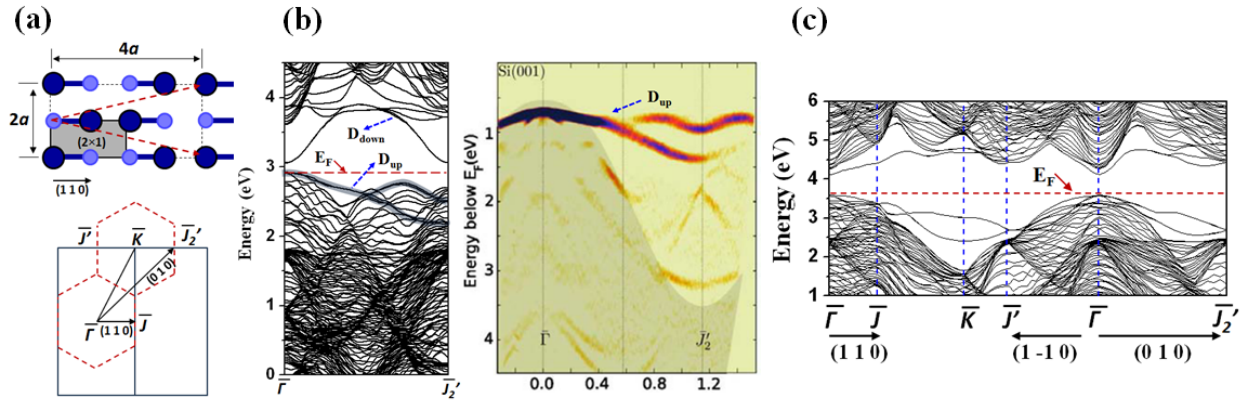 (a)
4a
2a
(2×1)
(1 1 0)
J̅'
K̅
J̅₂'
(0 1 0)
Γ̅
(1 1 0)
J̅
(b)
Energy (eV)
4
3
2
1
0
D_down
E_F
D_up
Γ̅
J̅₂'
Si(001)
D_up
Energy below E_F(eV)
1
2
3
4
Γ̅
J̅₂'
0.0
0.4
0.8
1.2
(c)
Energy (eV)
6
5
4
3
2
1
E_F
Γ̅
J̅
K̅
J̅'
Γ̅
J̅₂'
(1 1 0)
(1 -1 0)
(0 1 0)